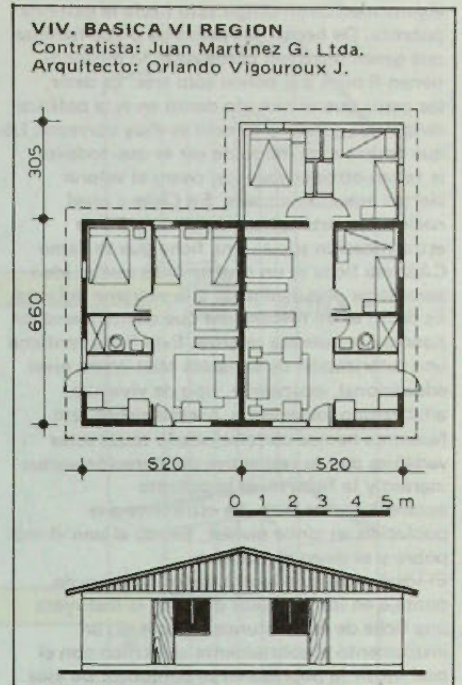 VIV. BASICA VI REGION
Contratista: Juan Martínez G. Ltda.
Arquitecto: Orlando Vigouroux J.
305
660
520 520
0 1 2 3 4 5 m